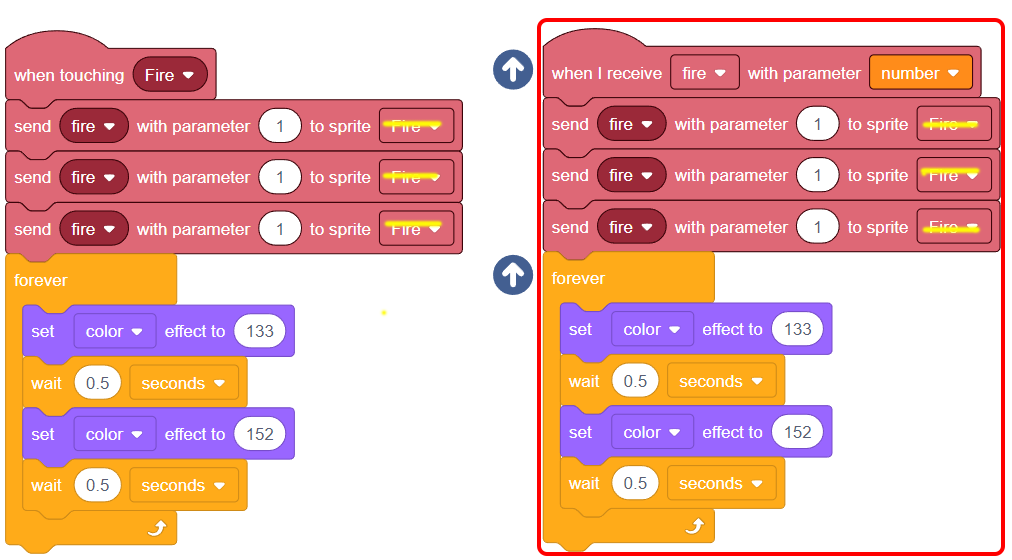 when touching Fire
send fire with parameter 1 to sprite Fire
send fire with parameter 1 to sprite Fire
send fire with parameter 1 to sprite Fire
forever
set color effect to 133
wait 0.5 seconds
set color effect to 152
wait 0.5 seconds
when I receive fire with parameter number
send fire with parameter 1 to sprite Fire
send fire with parameter 1 to sprite Fire
send fire with parameter 1 to sprite Fire
forever
set color effect to 133
wait 0.5 seconds
set color effect to 152
wait 0.5 seconds